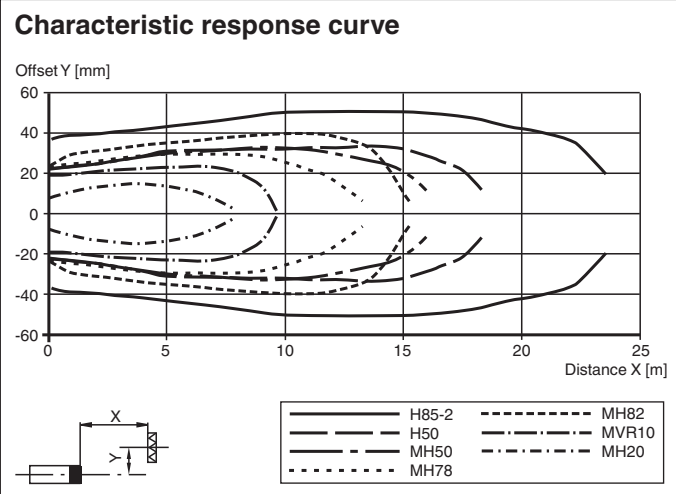 Characteristic response curve
Offset Y [mm]
60
40
20
0
-20
-40
-60
0 5 10 15 20 25
Distance X [m]
X
Y
H85-2 MH82
H50 MVR10
MH50 MH20
MH78